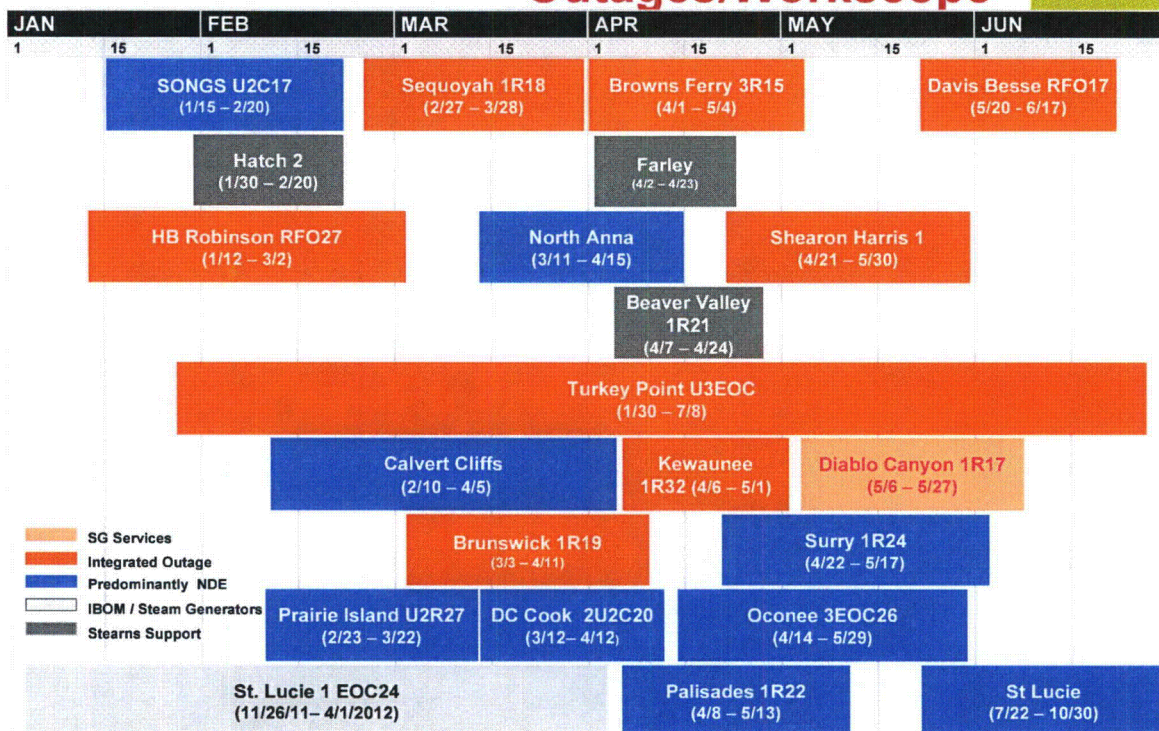 Outages/Workscope
JAN FEB MAR APR MAY JUN
1 15 1 15 1 15 1 15 1 15 1 15
SONGS U2C17
(1/15 – 2/20)
Sequoyah 1R18
(2/27 – 3/28)
Browns Ferry 3R15
(4/1 – 5/4)
Davis Besse RFO17
(5/20 - 6/17)
Hatch 2
(1/30 – 2/20)
Farley
(4/2 – 4/23)
HB Robinson RFO27
(1/12 – 3/2)
North Anna
(3/11 – 4/15)
Shearon Harris 1
(4/21 – 5/30)
Beaver Valley
1R21
(4/7 – 4/24)
Turkey Point U3EOC
(1/30 – 7/8)
Calvert Cliffs
(2/10 – 4/5)
Kewaunee
1R32 (4/6 – 5/1)
Diablo Canyon 1R17
(5/6 – 5/27)
Brunswick 1R19
(3/3 – 4/11)
Surry 1R24
(4/22 – 5/17)
Prairie Island U2R27
(2/23 – 3/22)
DC Cook 2U2C20
(3/12– 4/12)
Oconee 3EOC26
(4/14 – 5/29)
St. Lucie 1 EOC24
(11/26/11– 4/1/2012)
Palisades 1R22
(4/8 – 5/13)
St Lucie
(7/22 – 10/30)
SG Services
Integrated Outage
Predominantly NDE
IBOM / Steam Generators
Stearns Support